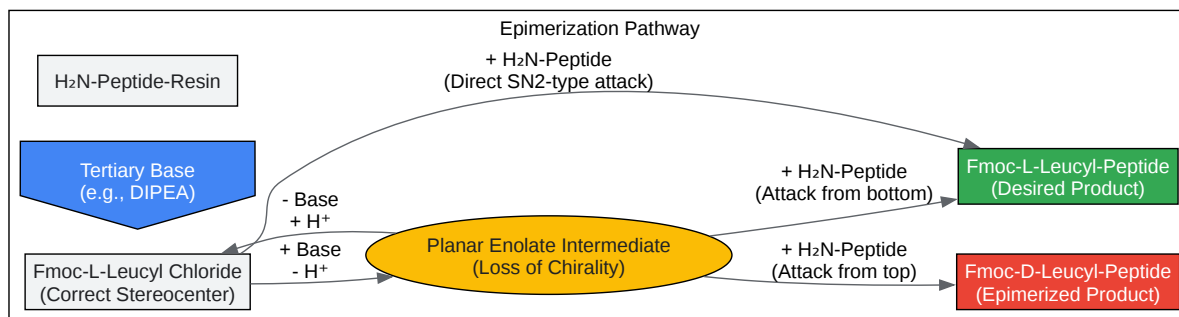 Epimerization Pathway
H₂N-Peptide-Resin
+ H₂N-Peptide
(Direct SN2-type attack)
Tertiary Base
(e.g., DIPEA)
Fmoc-L-Leucyl-Peptide
(Desired Product)
+ H₂N-Peptide
(Attack from bottom)
- Base
+ H⁺
Planar Enolate Intermediate
(Loss of Chirality)
+ Base
- H⁺
+ H₂N-Peptide
(Attack from top)
Fmoc-L-Leucyl Chloride
(Correct Stereocenter)
Fmoc-D-Leucyl-Peptide
(Epimerized Product)